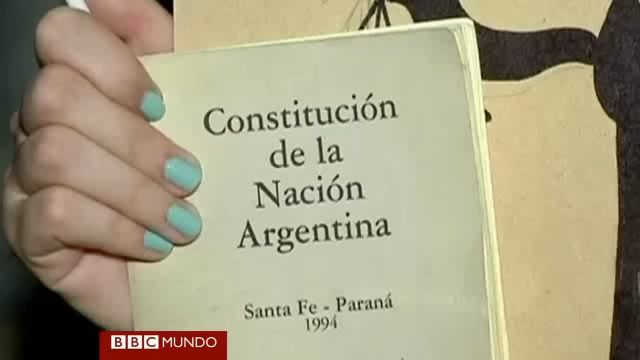 Constitución
de la
Nación
Argentina
Santa Fe - Paraná
1994
BBC MUNDO